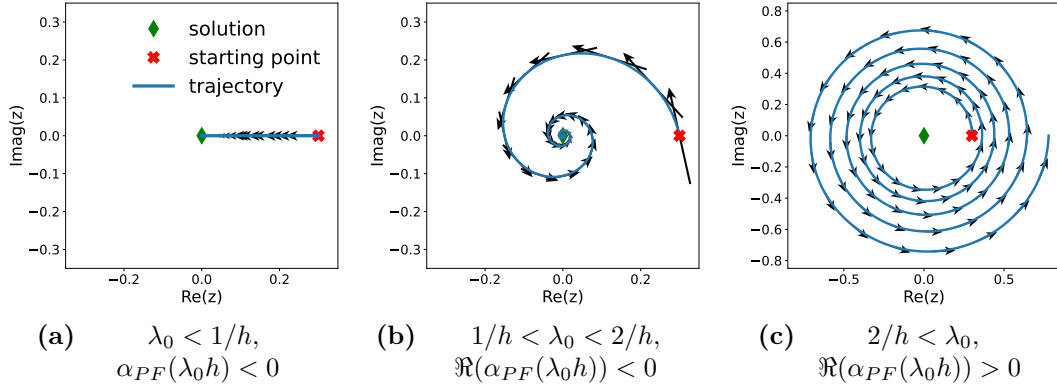 0.3
0.2
0.1
0.0
−0.1
−0.2
−0.3
Imag(z)
solution
starting point
trajectory
−0.2
0.0
0.2
Re(z)
(a) λ₀ < 1/h,
α_PF(λ₀h) < 0
0.3
0.2
0.1
0.0
−0.1
−0.2
−0.3
Imag(z)
−0.2
0.0
0.2
Re(z)
(b) 1/h < λ₀ < 2/h,
ℜ(α_PF(λ₀h)) < 0
0.8
0.6
0.4
0.2
0.0
−0.2
−0.4
−0.6
−0.8
Imag(z)
−0.5
0.0
0.5
Re(z)
(c) 2/h < λ₀,
ℜ(α_PF(λ₀h)) > 0